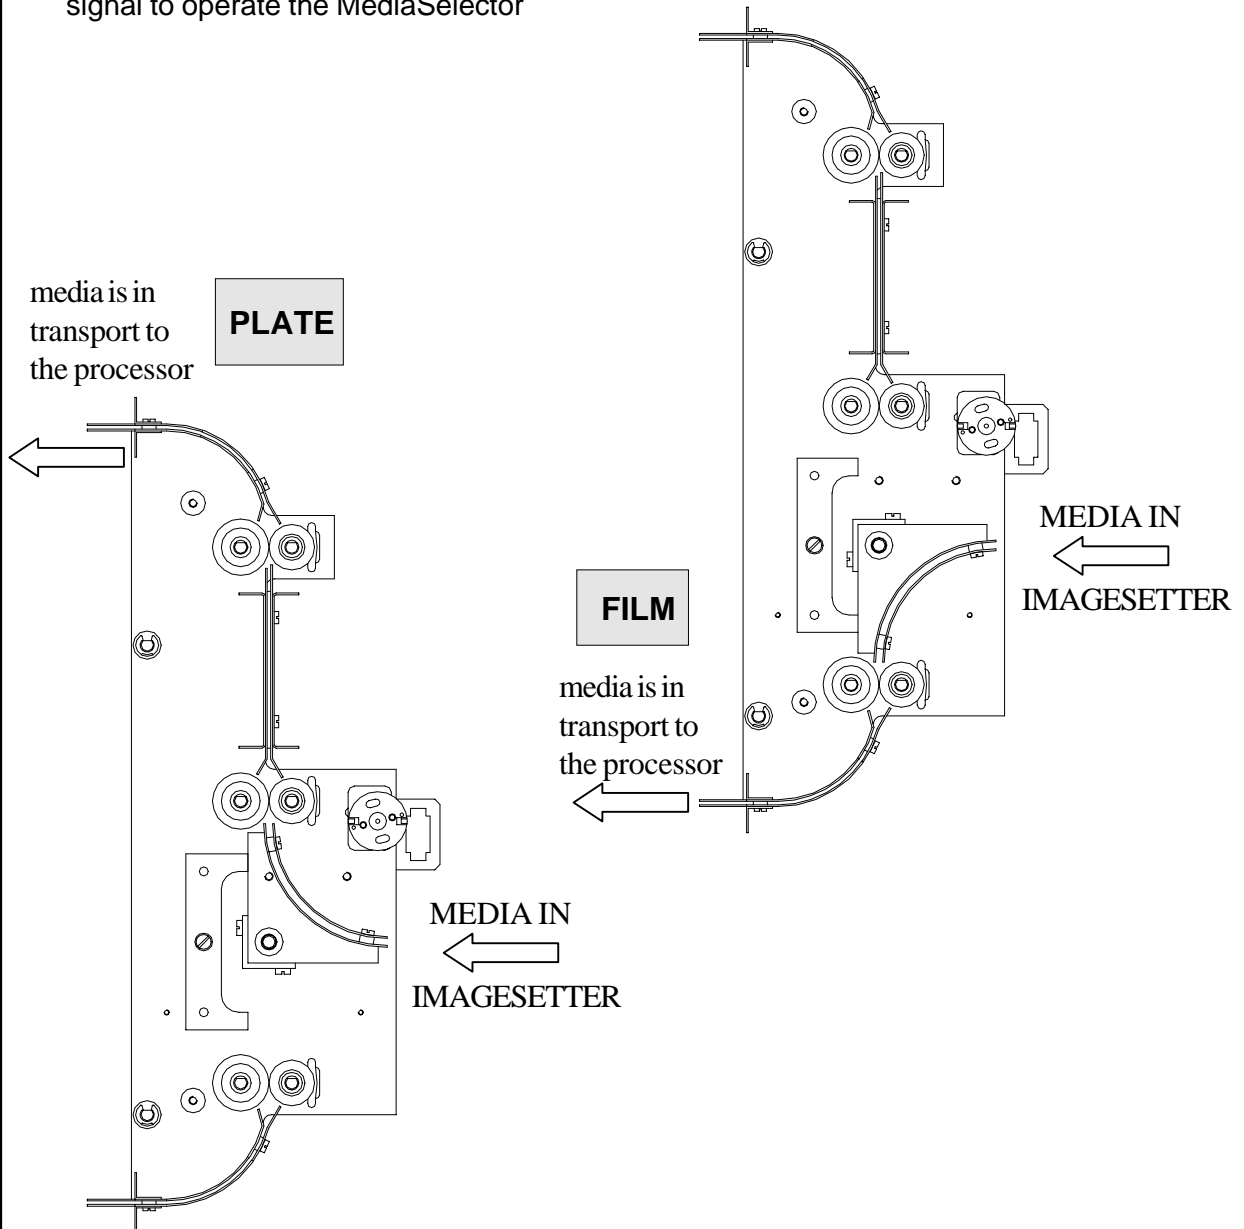 signal to operate the MediaSelector
media is in
transport to
the processor
PLATE
MEDIA IN
IMAGESETTER
FILM
media is in
transport to
the processor
MEDIA IN
IMAGESETTER